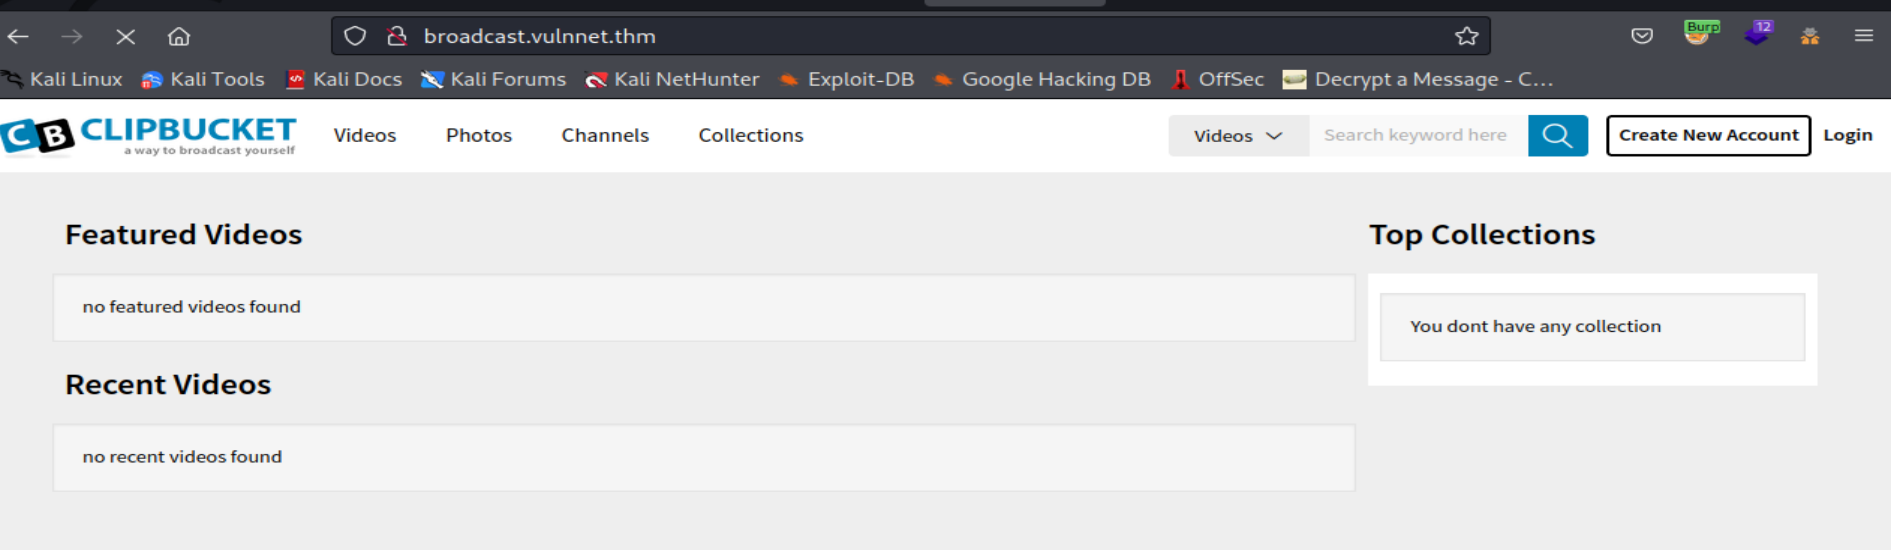 Burp 12
broadcast.vulnnet.thm
Kali Linux Kali Tools Kali Docs Kali Forums Kali NetHunter Exploit-DB Google Hacking DB OffSec Decrypt a Message - C...
CB CLIPBUCKET Videos Photos Channels Collections Videos Search keyword here Create New Account Login
a way to broadcast yourself
Featured Videos Top Collections
no featured videos found
You dont have any collection
Recent Videos
no recent videos found